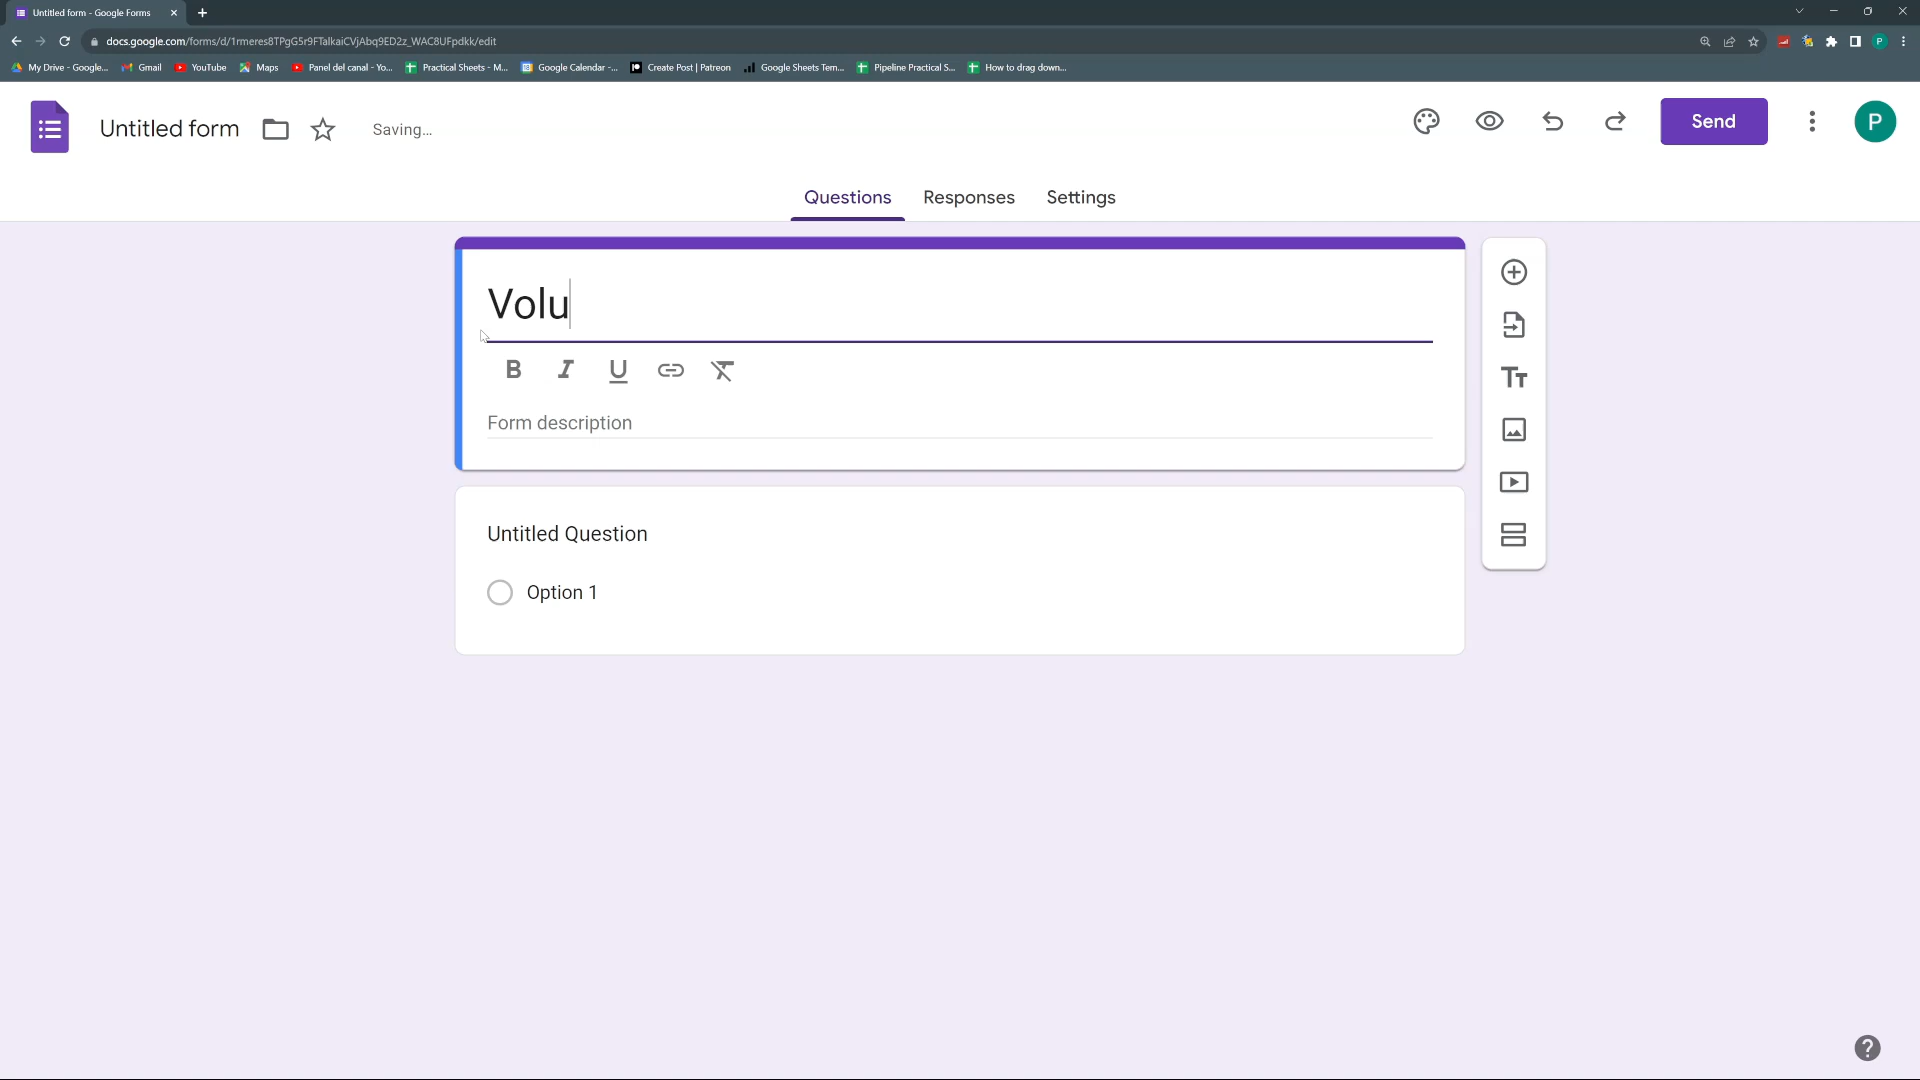 Untitled form - Google Forms
docs.google.com/forms/d/1rmeres8TPgG5r9FTalkaiCVjAbq9ED2z_WAC8UFpdkk/edit
P
My Drive - Google... Gmail YouTube Maps Panel del canal - Yo... Practical Sheets - M... Google Calendar -... Create Post | Patreon Google Sheets Tem... Pipeline Practical S... How to drag down...
Untitled form Saving... Send P
Questions Responses Settings
Volu
B I U
Form description
Untitled Question
Option 1